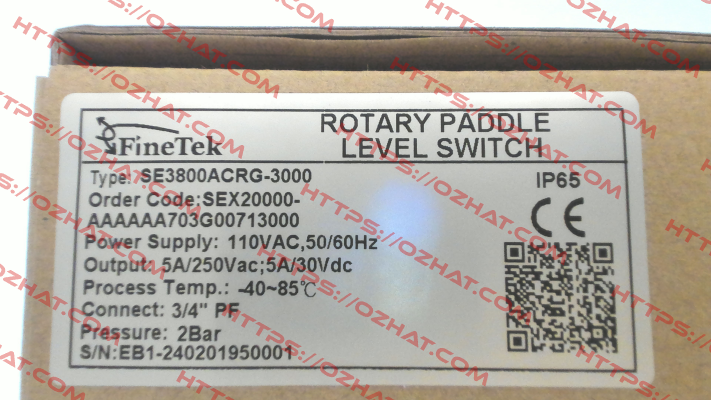 FineTek
ROTARY PADDLE
LEVEL SWITCH
Type: SE3800ACRG-3000
Order Code:SEX20000-
AAAAAA703G00713000
Power Supply: 110VAC,50/60Hz
Output: 5A/250Vac;5A/30Vdc
Process Temp.: -40~85℃
Connect: 3/4" PF
Pressure: 2Bar
S/N:EB1-240201950001
IP65
CE
HTTPS://OZHAT.COM